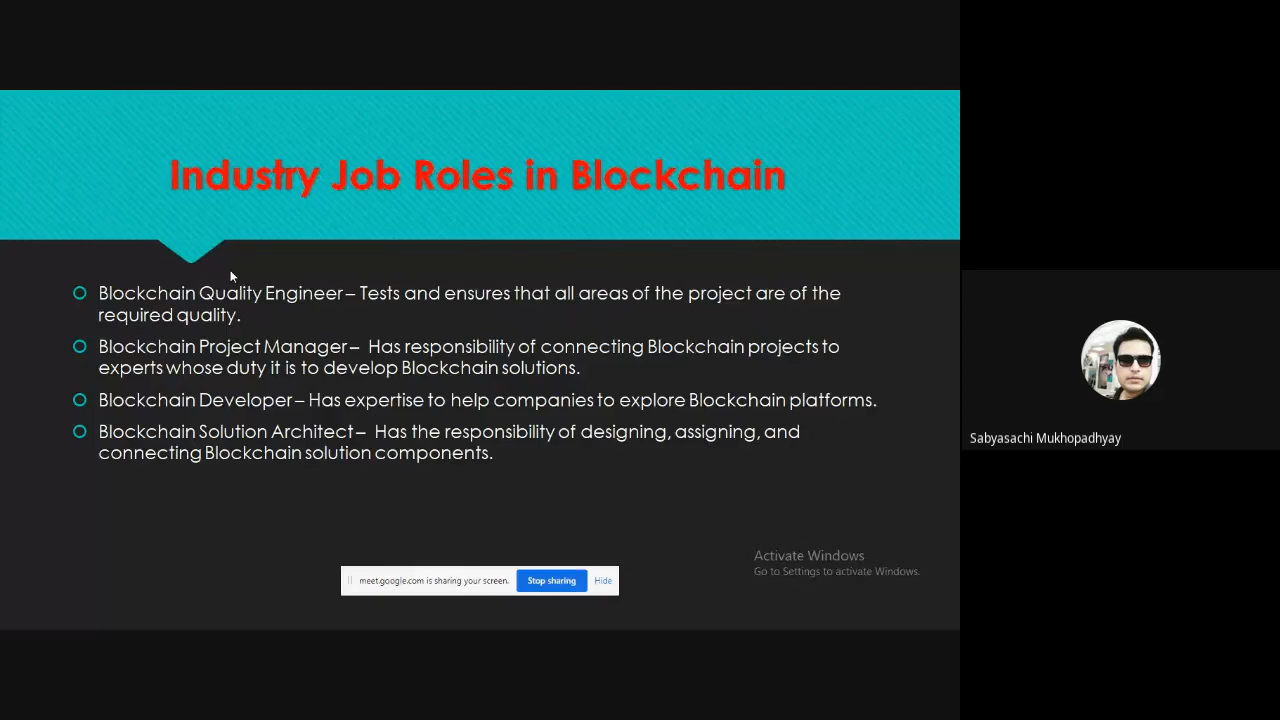 Industry Job Roles in Blockchain
Blockchain Quality Engineer – Tests and ensures that all areas of the project are of the
required quality.
Blockchain Project Manager – Has responsibility of connecting Blockchain projects to
experts whose duty it is to develop Blockchain solutions.
Blockchain Developer – Has expertise to help companies to explore Blockchain platforms.
Blockchain Solution Architect – Has the responsibility of designing, assigning, and
connecting Blockchain solution components.
Sabyasachi Mukhopadhyay
Activate Windows
Go to Settings to activate Windows.
meet.google.com is sharing your screen. Stop sharing Hide